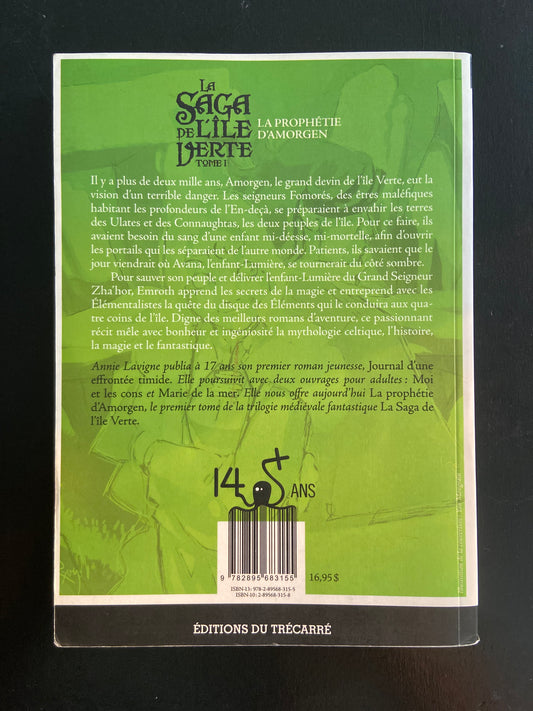 LA
SAGA
DE L'ÎLE
VERTE
TOME I
LA PROPHÉTIE
D'AMORGEN
Il y a plus de deux mille ans, Amorgen, le grand devin de l'île Verte, eut la
vision d'un terrible danger. Les seigneurs Fomorés, des êtres maléfiques
habitant les profondeurs de l'En-deçà, se préparaient à envahir les terres
des Ulates et des Connaughtas, les deux peuples de l'île. Pour ce faire, ils
avaient besoin du sang d'une enfant mi-déesse, mi-mortelle, afin d'ouvrir
les portails qui les séparaient de l'autre monde. Patients, ils savaient que le
jour viendrait où Avana, l'enfant-Lumière, se tournerait du côté sombre.
Pour sauver son peuple et délivrer l'enfant-Lumière du Grand Seigneur
Zha'hor, Emroth apprend les secrets de la magie et entreprend avec les
Élémentalistes la quête du disque des Éléments qui le conduira aux qua-
tre coins de l'île. Digne des meilleurs romans d'aventure, ce passionnant
récit mêle avec bonheur et ingéniosité la mythologie celtique, l'histoire,
la magie et le fantastique.
Annie Lavigne publia à 17 ans son premier roman jeunesse, Journal d'une
effrontée timide. Elle poursuivit avec deux ouvrages pour adultes : Moi
et les cons et Marie de la mer. Elle nous offre aujourd'hui La prophétie
d'Amorgen, le premier tome de la trilogie médiévale fantastique La Saga de
l'île Verte.
14 + ANS
9 782895 683155
16,95 $
ISBN-13: 978-2-89568-315-5
ISBN-10: 2-89568-315-8
ÉDITIONS DU TRÉCARRÉ